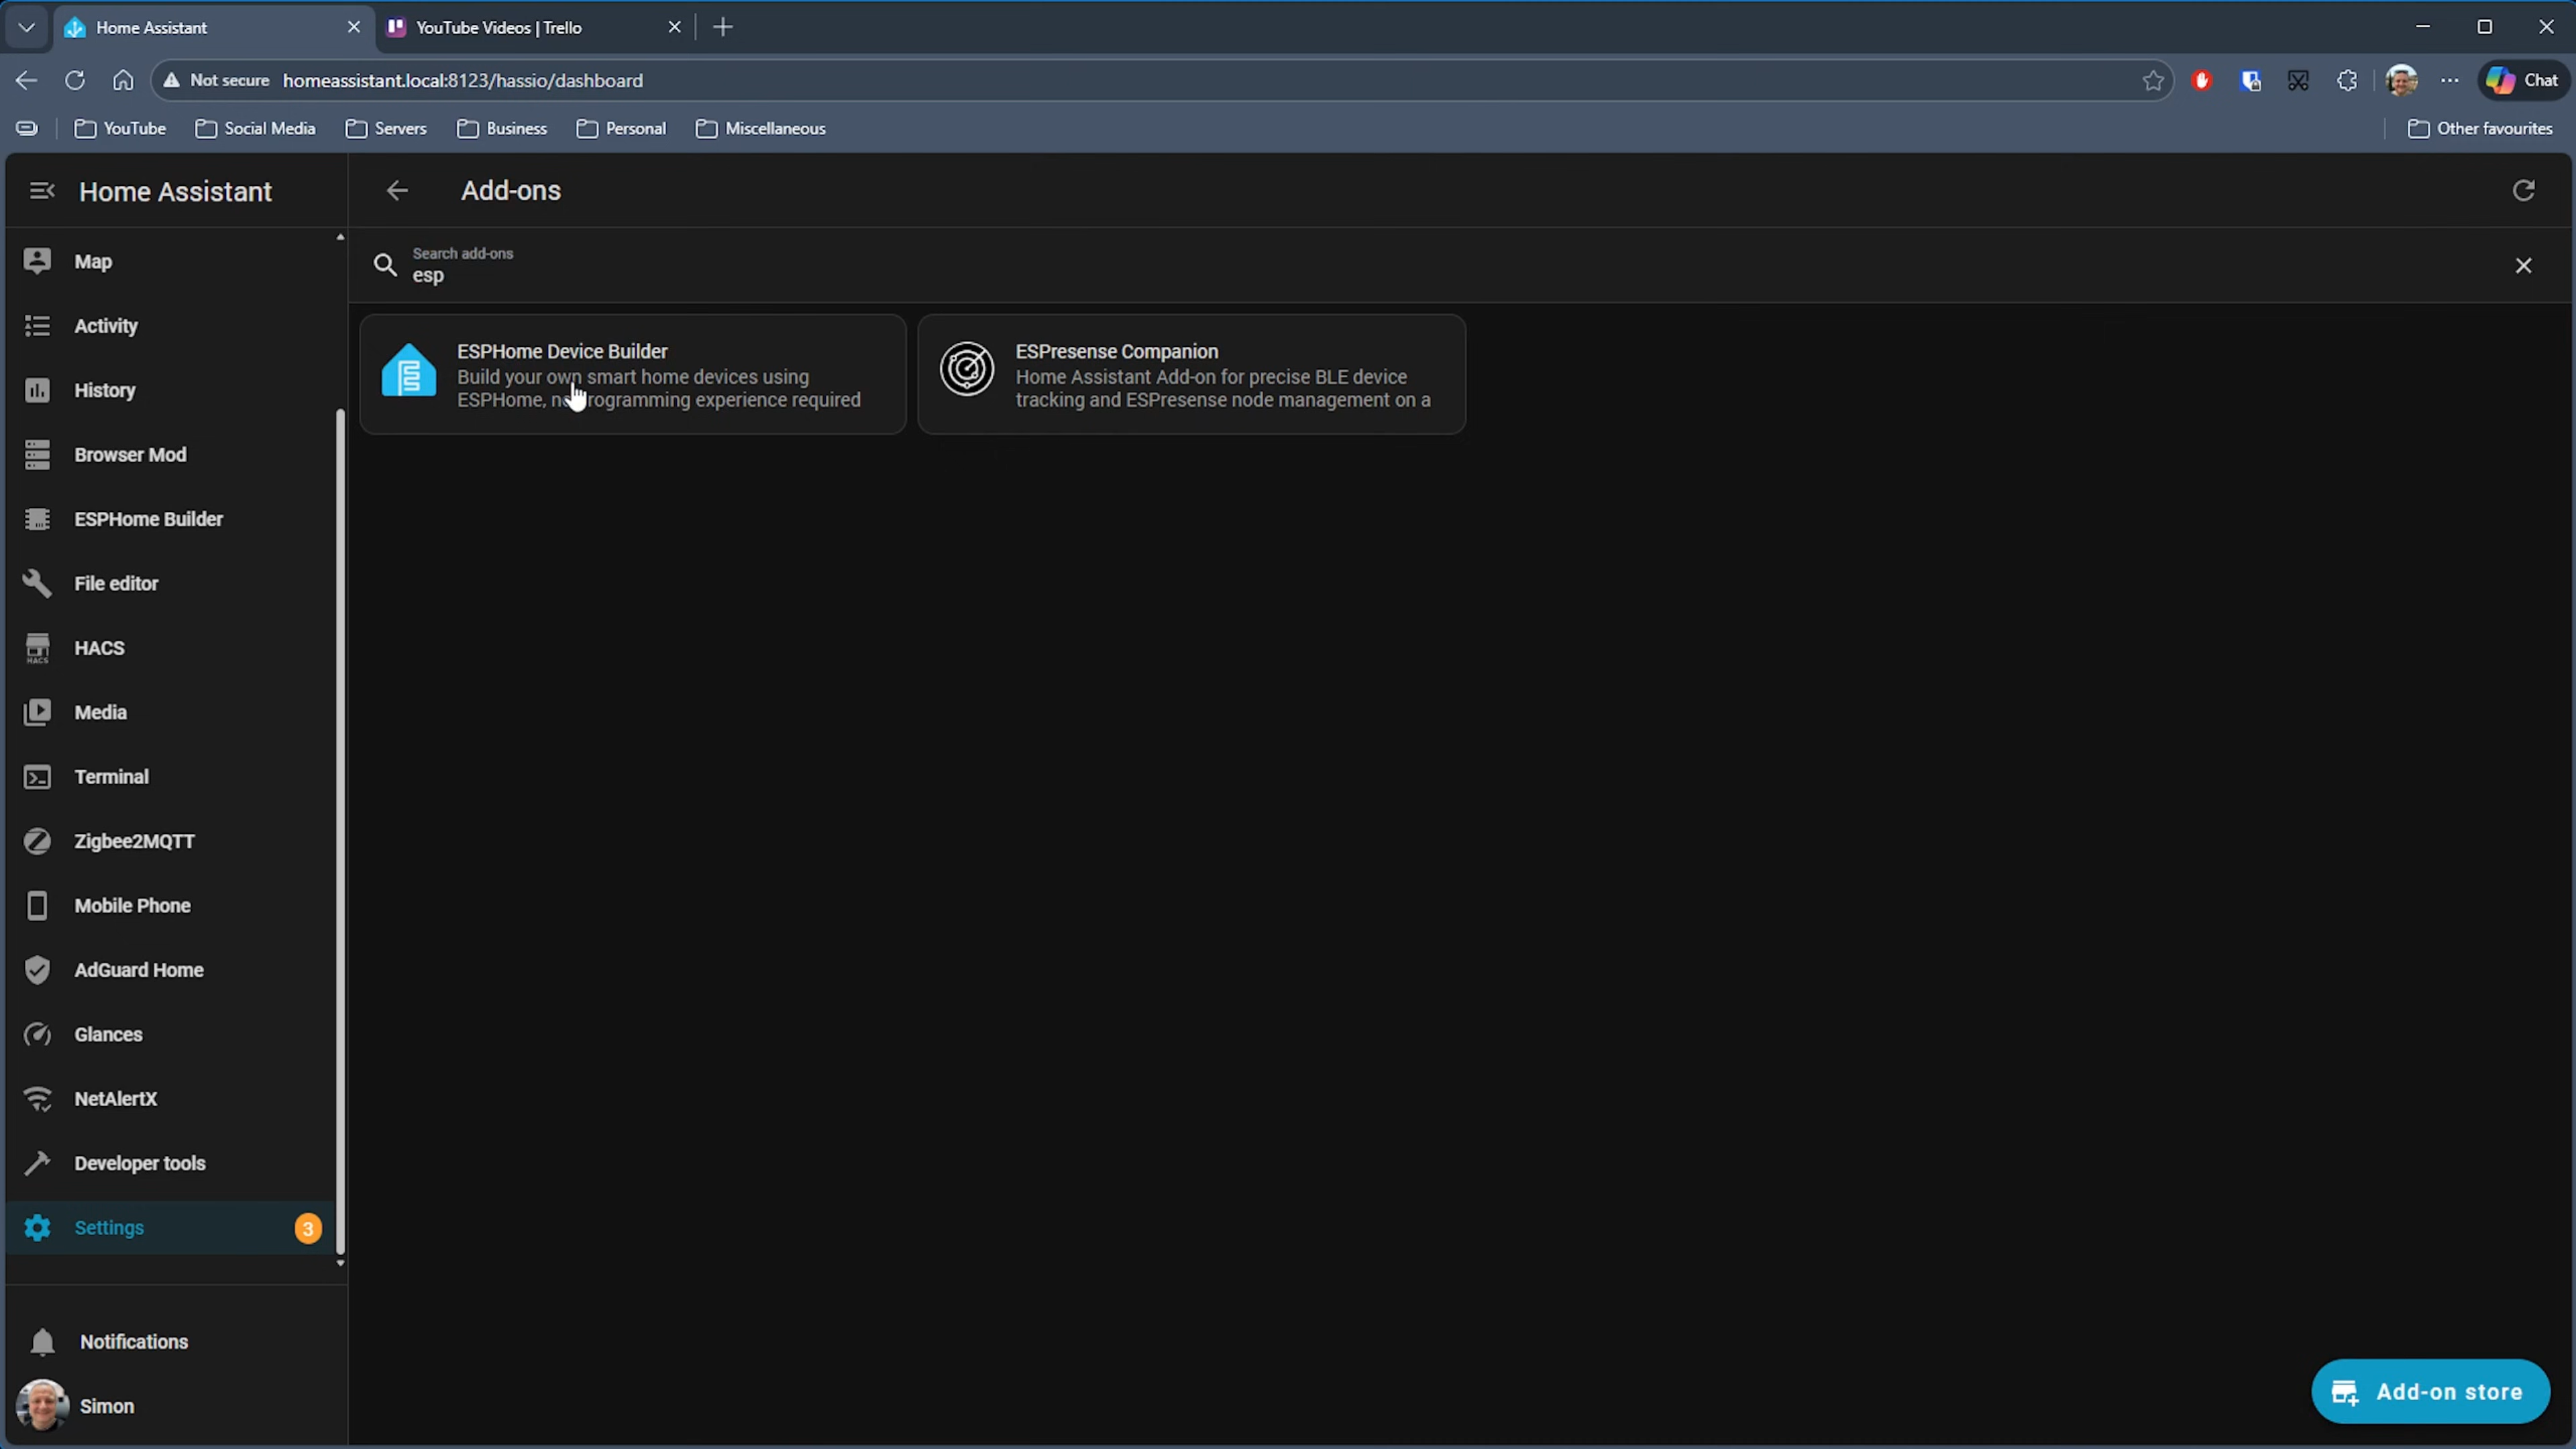 Home Assistant
YouTube Videos | Trello
Not secure homeassistant.local:8123/hassio/dashboard
Chat
YouTube
Social Media
Servers
Business
Personal
Miscellaneous
Other favourites
Home Assistant
Add-ons
Map
Activity
History
Browser Mod
ESPHome Builder
File editor
HACS
HACS
Media
Terminal
Zigbee2MQTT
Mobile Phone
AdGuard Home
Glances
NetAlertX
Developer tools
Settings
3
Notifications
Simon
Search add-ons
esp
ESPHome Device Builder
Build your own smart home devices using
ESPHome, programming experience required
ESPresense Companion
Home Assistant Add-on for precise BLE device
tracking and ESPresense node management on a
Add-on store